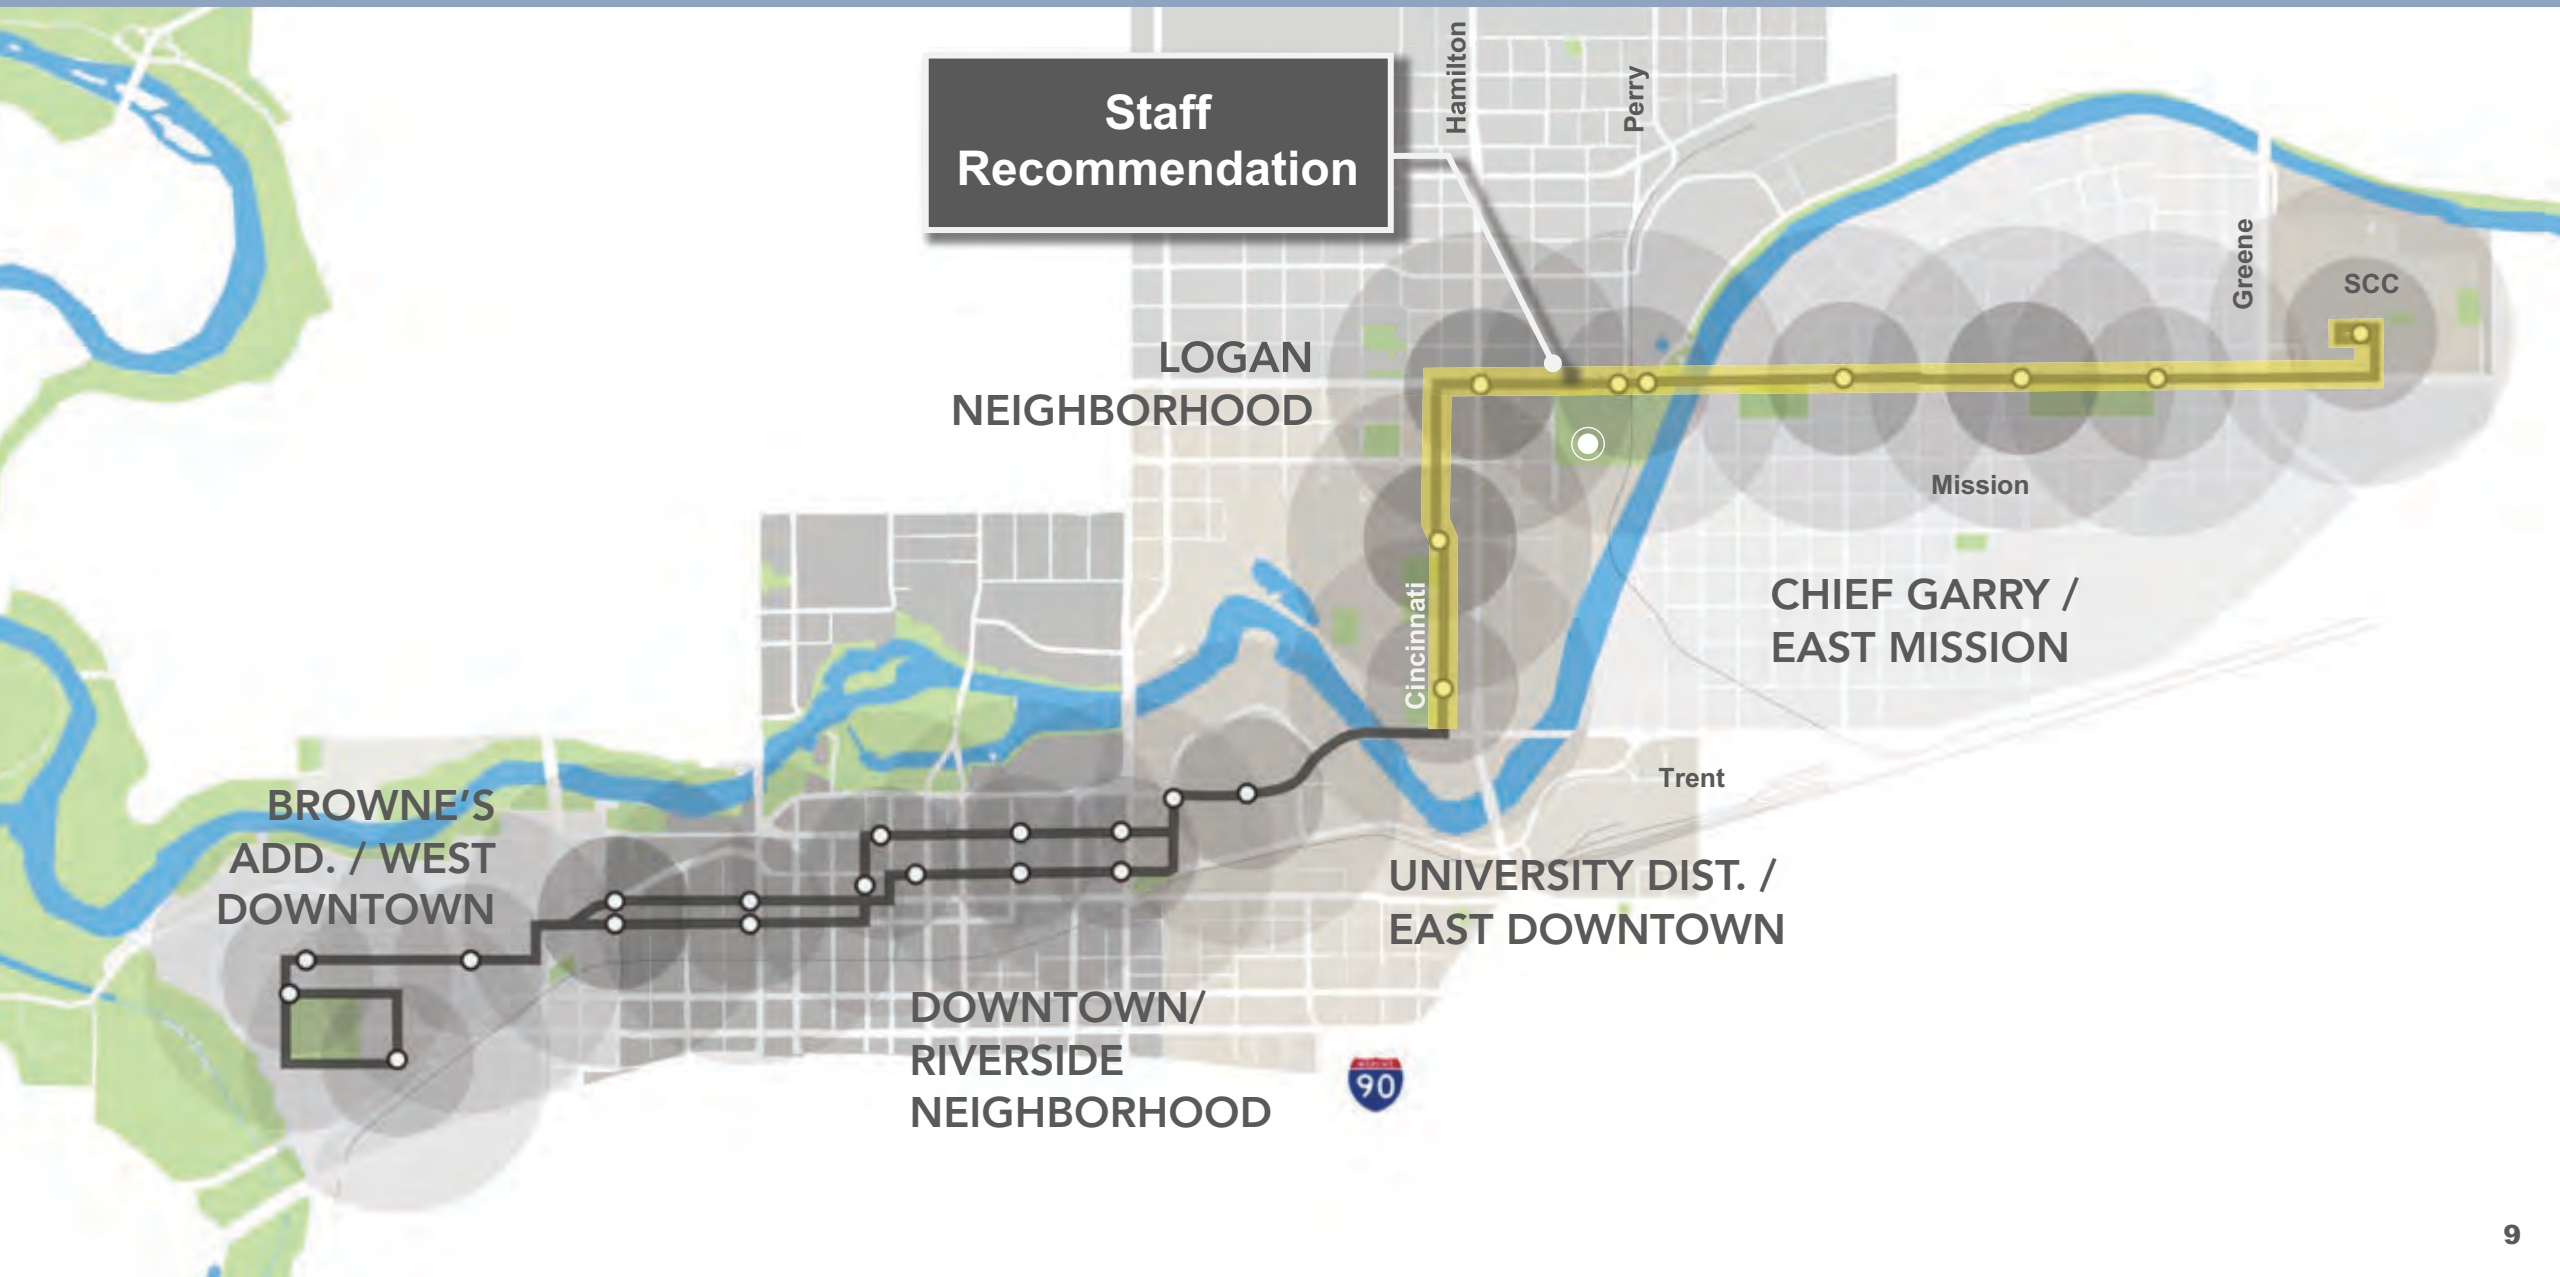 Staff
Recommendation
Hamilton
Perry
Greene
SCC
LOGAN
NEIGHBORHOOD
Mission
Cincinnati
CHIEF GARRY /
EAST MISSION
Trent
BROWNE’S
ADD. / WEST
DOWNTOWN
UNIVERSITY DIST. /
EAST DOWNTOWN
DOWNTOWN/
RIVERSIDE
NEIGHBORHOOD
90
9